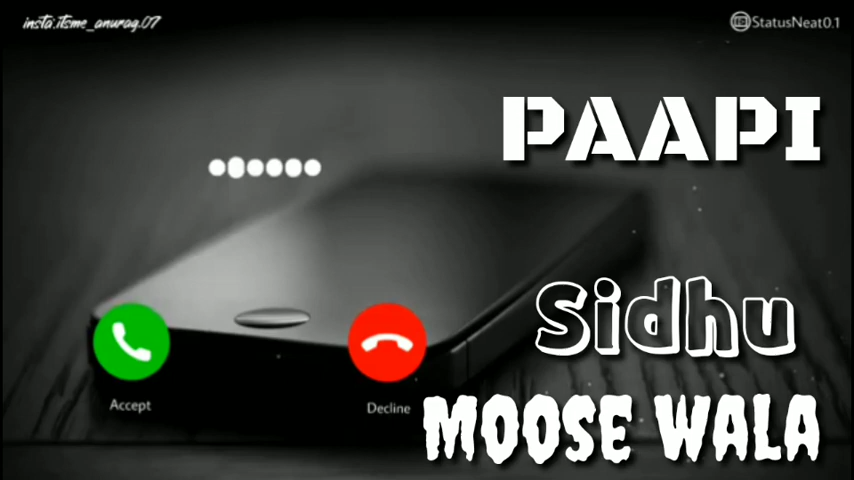 insta:itsme_anurag.07
StatusNeat0.1
PAAPI
Sidhu
MOOSE WALA
Accept
Decline